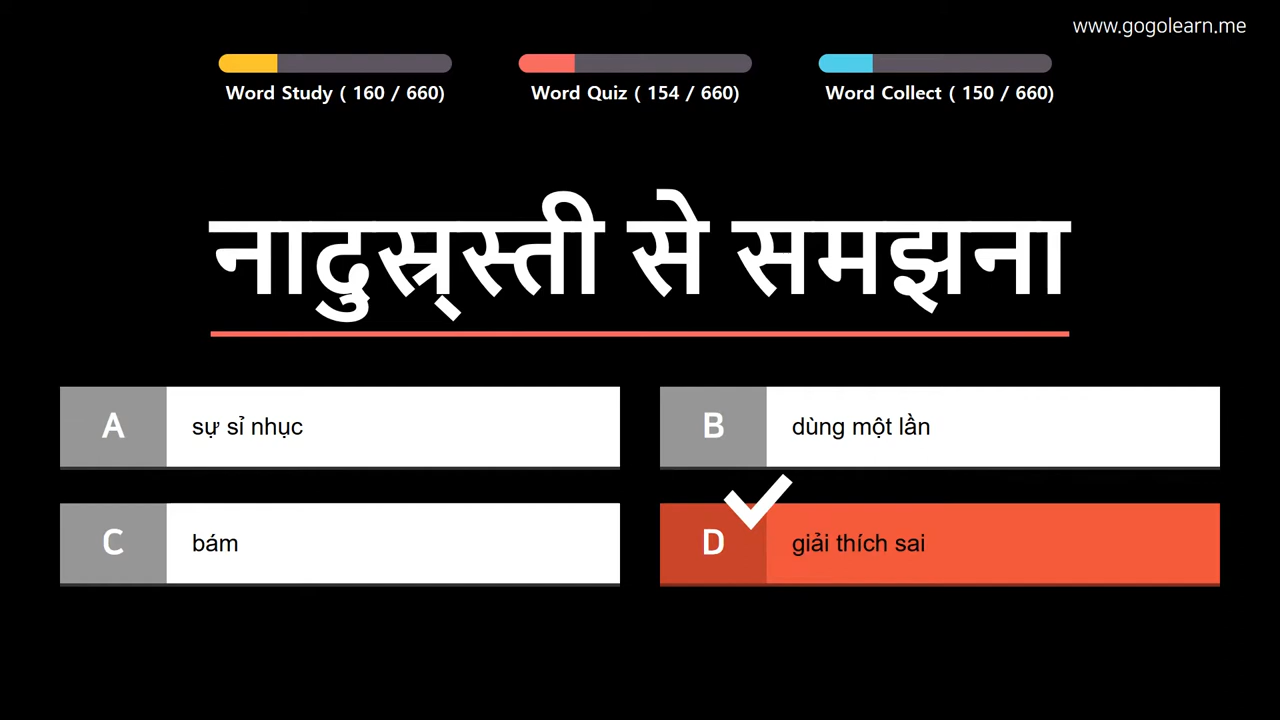 www.gogolearn.me
Word Study ( 160 / 660)
Word Quiz ( 154 / 660)
Word Collect ( 150 / 660)
नादुस्र्स्ती से समझना
A sự sỉ nhục
B dùng một lần
C bám
D giải thích sai